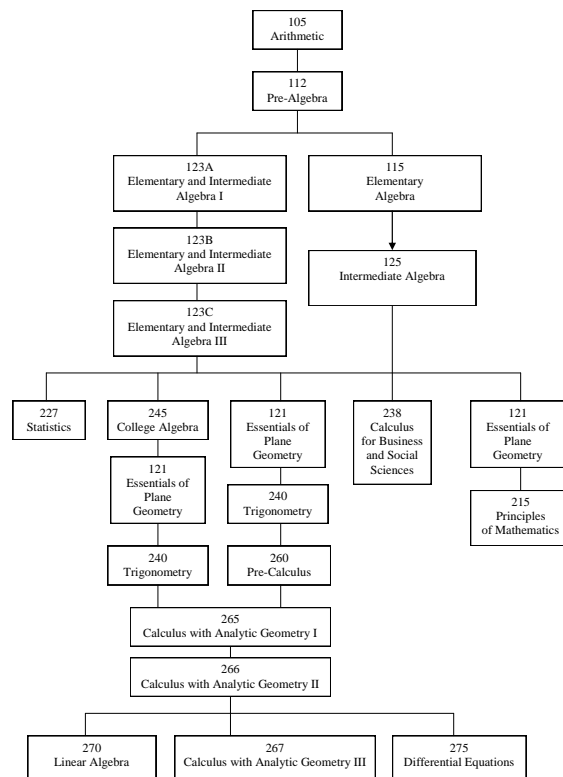 105
Arithmetic
112
Pre-Algebra
123A
Elementary and Intermediate
Algebra I
115
Elementary
Algebra
123B
Elementary and Intermediate
Algebra II
125
Intermediate Algebra
123C
Elementary and Intermediate
Algebra III
227
Statistics
245
College Algebra
121
Essentials of
Plane
Geometry
238
Calculus
for Business
and Social
Sciences
121
Essentials of
Plane
Geometry
121
Essentials of
Plane
Geometry
240
Trigonometry
215
Principles
of Mathematics
240
Trigonometry
260
Pre-Calculus
265
Calculus with Analytic Geometry I
266
Calculus with Analytic Geometry II
270
Linear Algebra
267
Calculus with Analytic Geometry III
275
Differential Equations